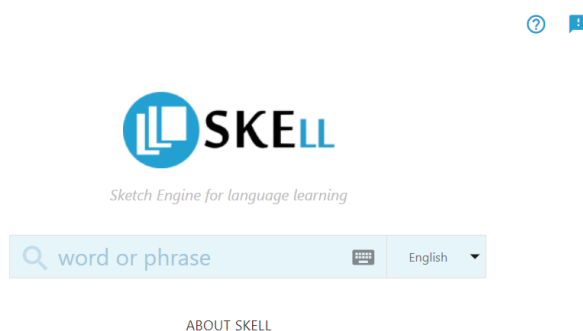 SKELL
Sketch Engine for language learning
word or phrase
English
ABOUT SKELL